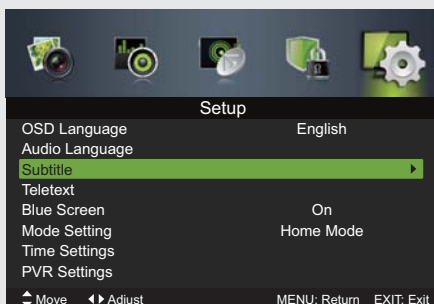 Setup
OSD Language English
Audio Language
Subtitle
Teletext
Blue Screen On
Mode Setting Home Mode
Time Settings
PVR Settings
Move Adjust MENU: Return EXIT: Exit